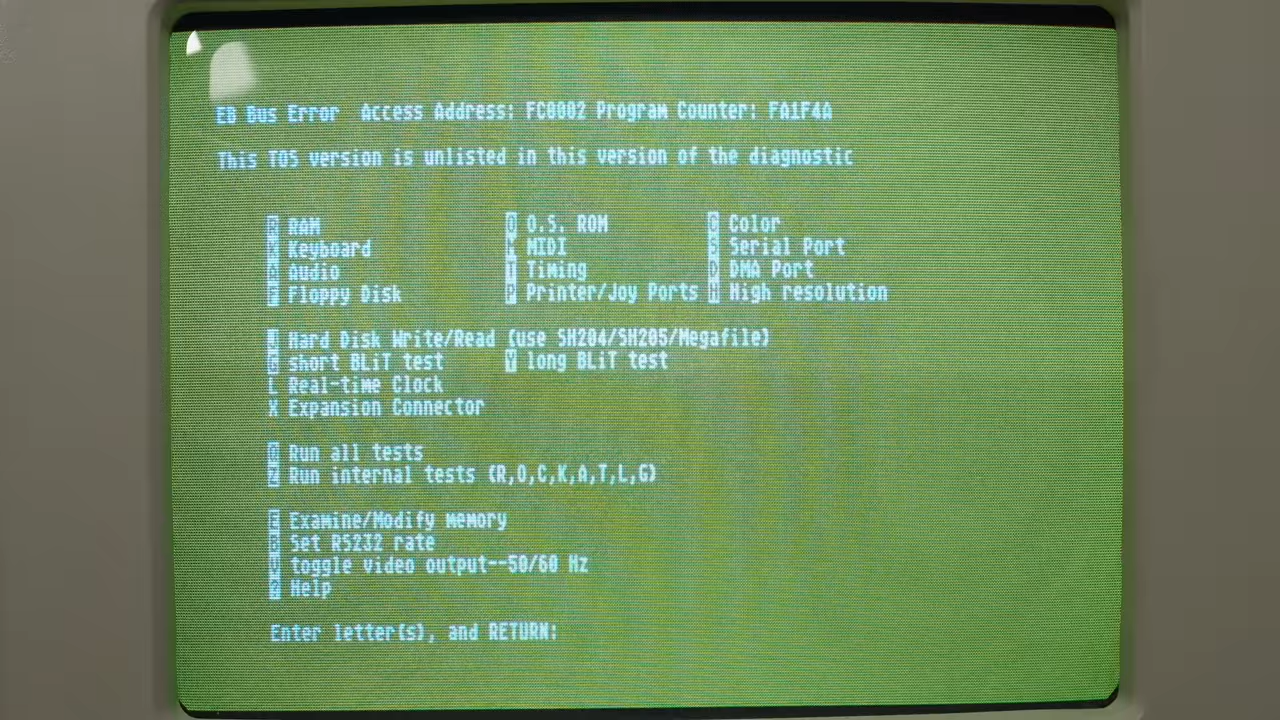 EB Bus Error  Access Address: FC0002 Program Counter: FA1F4A
This TOS version is unlisted in this version of the diagnostic
R RAM O O.S. ROM C Color
K Keyboard M MIDI S Serial Port
A Audio T Timing D DMA Port
F Floppy Disk P Printer/Joy Ports H High resolution
Hard Disk Write/Read (use SH204/SH205/Megafile)
G short BLiT test V long BLiT test
L Real-time Clock
X Expansion Connector
Q Run all tests
Z Run internal tests (R,O,C,K,A,T,L,G)
E Examine/Modify memory
B Set RS232 rate
toggle video output--50/60 Hz
? Help
Enter letter(s), and RETURN: